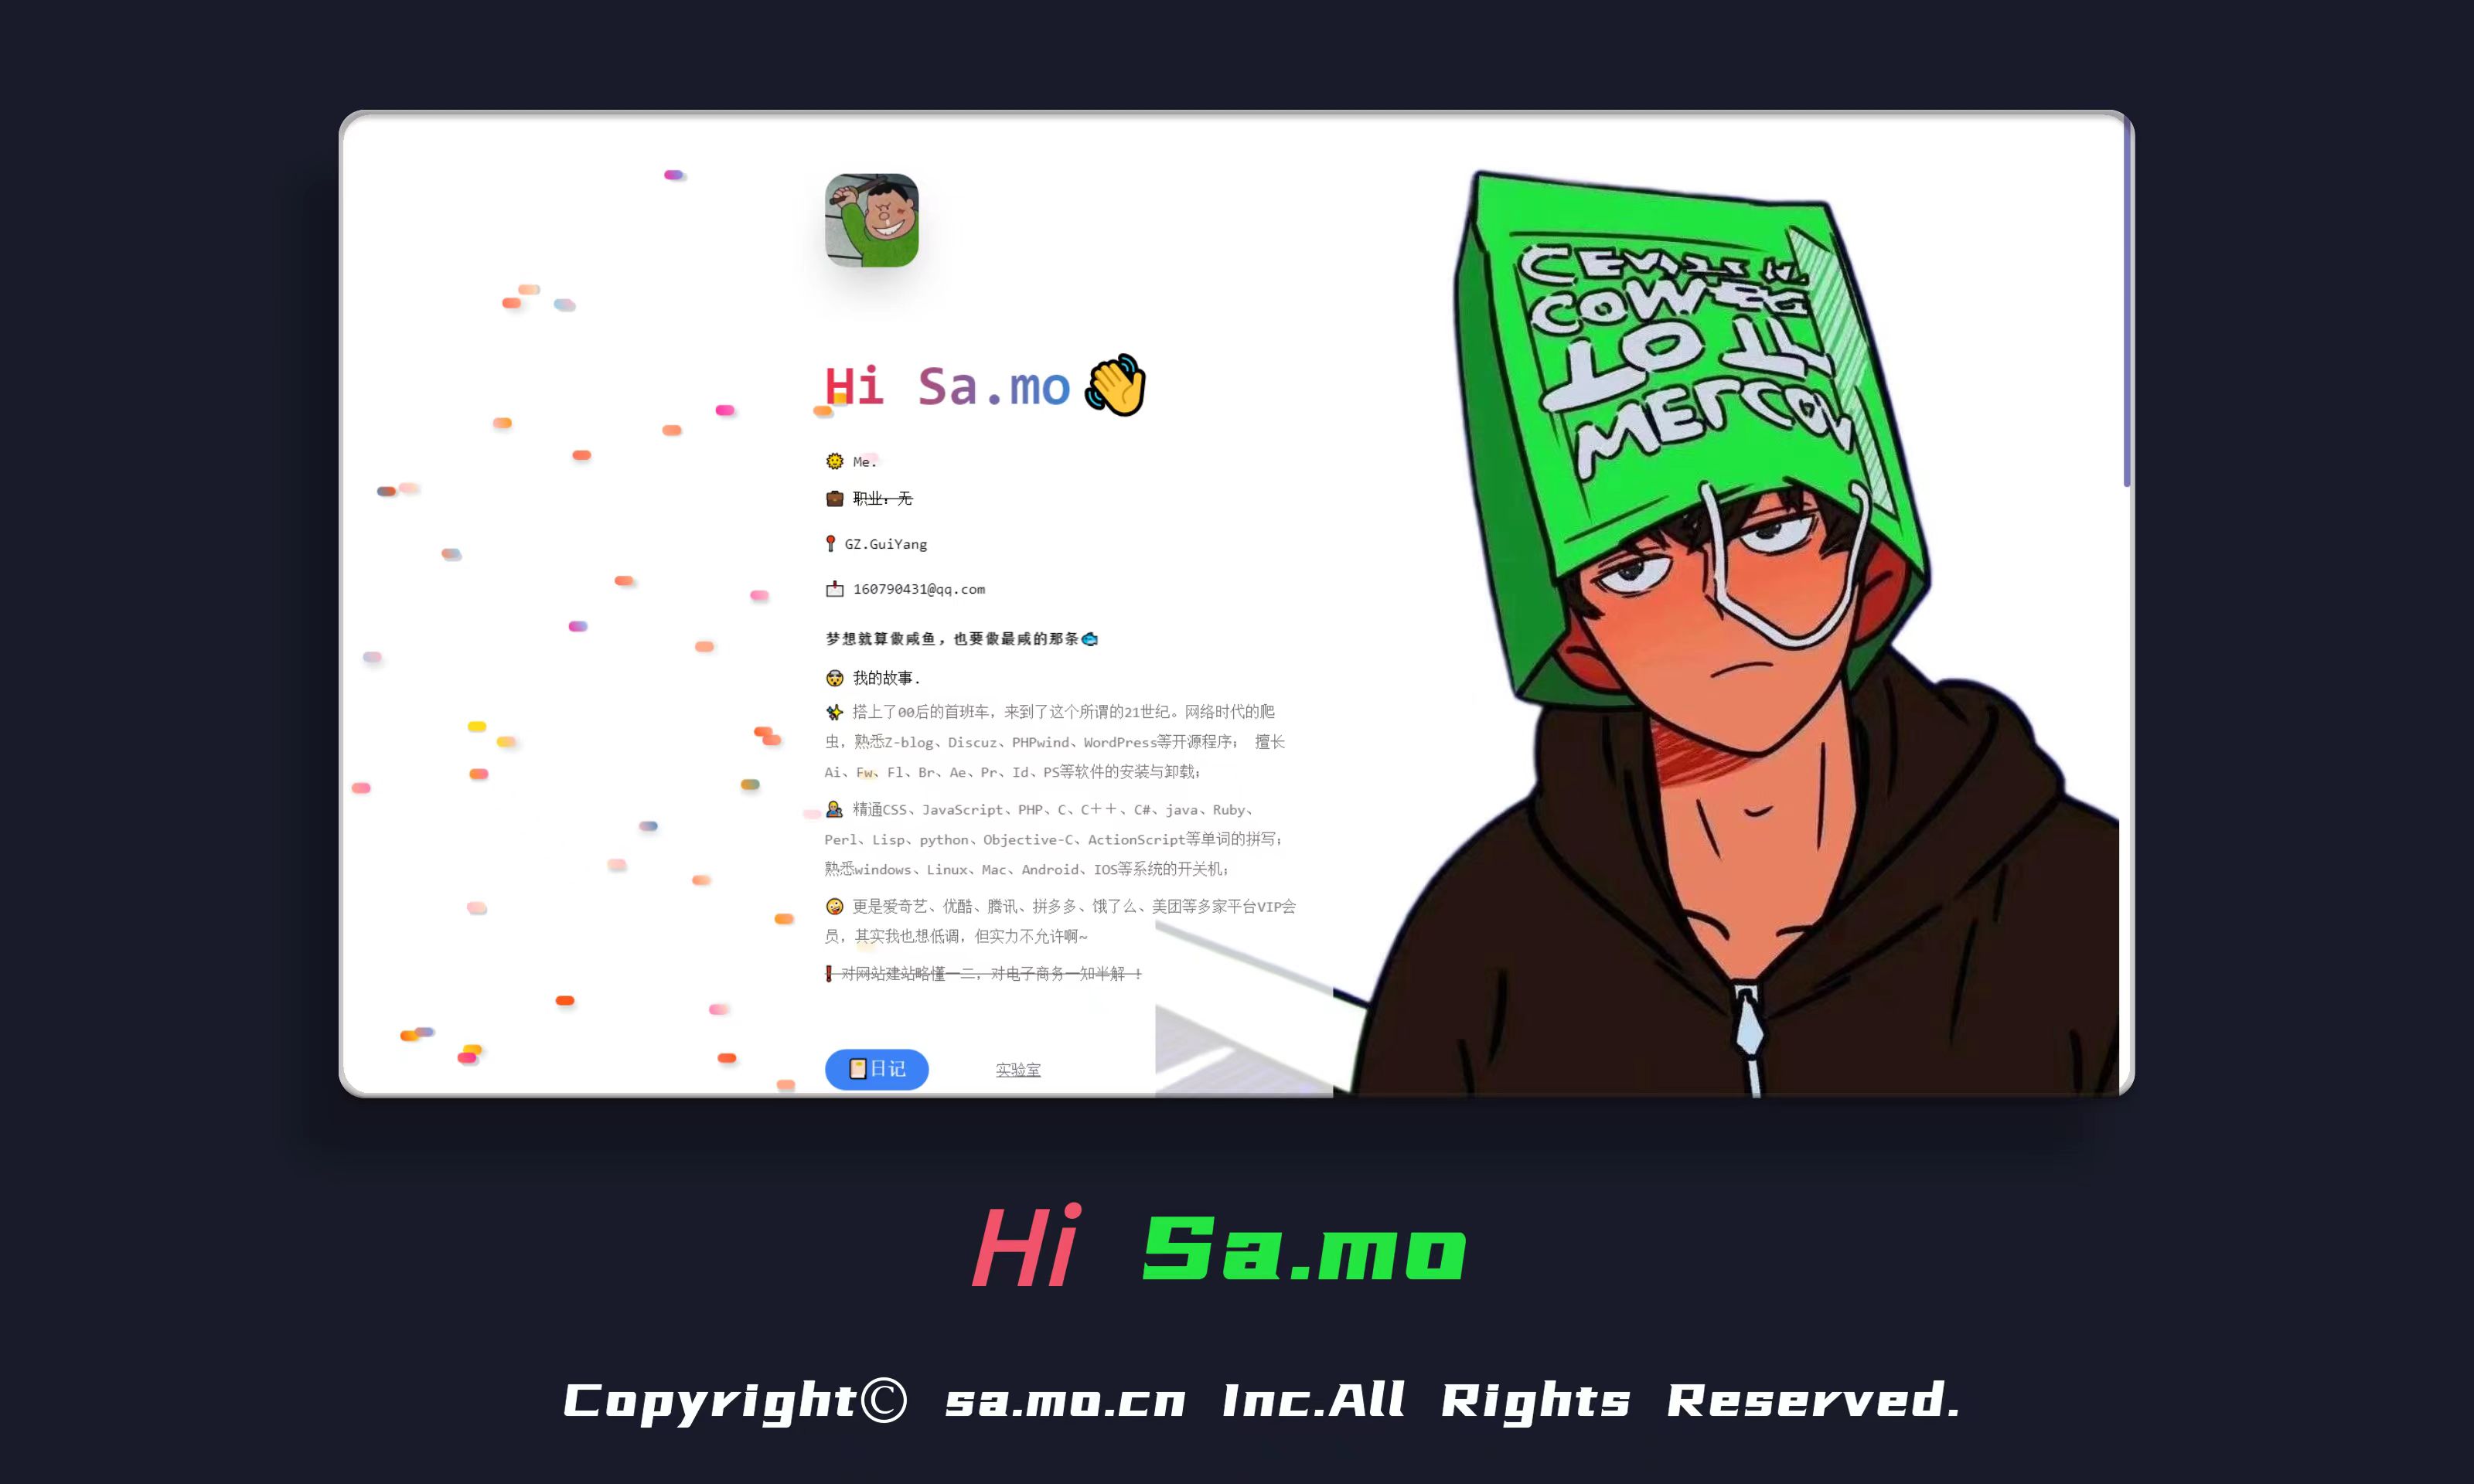 Hi Sa.mo
Me.
职业：无
GZ.GuiYang
160790431@qq.com
梦想就算做咸鱼，也要做最咸的那条
我的故事.
搭上了00后的首班车，来到了这个所谓的21世纪。网络时代的爬
虫，熟悉Z-blog、Discuz、PHPwind、WordPress等开源程序； 擅长
Ai、Fw、Fl、Br、Ae、Pr、Id、PS等软件的安装与卸载；
精通CSS、JavaScript、PHP、C、C++、C#、java、Ruby、
Perl、Lisp、python、Objective-C、ActionScript等单词的拼写；
熟悉windows、Linux、Mac、Android、IOS等系统的开关机；
更是爱奇艺、优酷、腾讯、拼多多、饿了么、美团等多家平台VIP会
员，其实我也想低调，但实力不允许啊~
对网站建站略懂一二，对电子商务一知半解 ！
日记
实验室
TO
Hi Sa.mo
Copyright© sa.mo.cn Inc.All Rights Reserved.